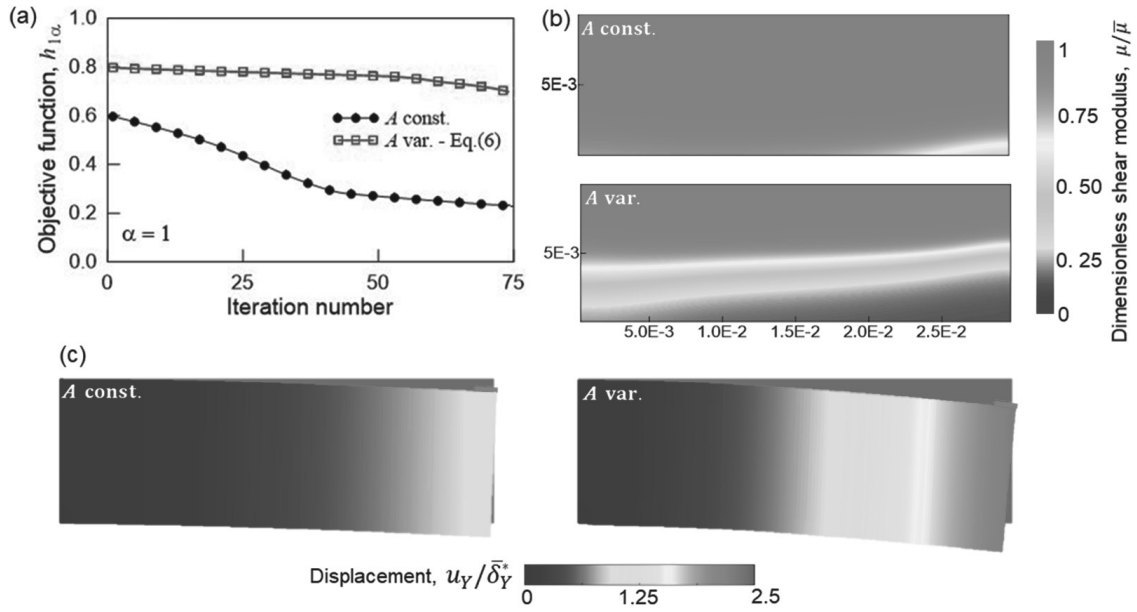 (a)
Objective function, h₁α
1.0
0.8
0.6
0.4
0.2
0.0
A const.
A var. - Eq.(6)
α = 1
0
25
50
75
Iteration number
(b)
A const.
5E-3
A var.
5E-3
5.0E-3
1.0E-2
1.5E-2
2.0E-2
2.5E-2
1
0.75
0.50
0.25
0
Dimensionless shear modulus, μ/μ̅
(c)
A const.
A var.
Displacement, u_Y/δ̅*_Y
0
1.25
2.5